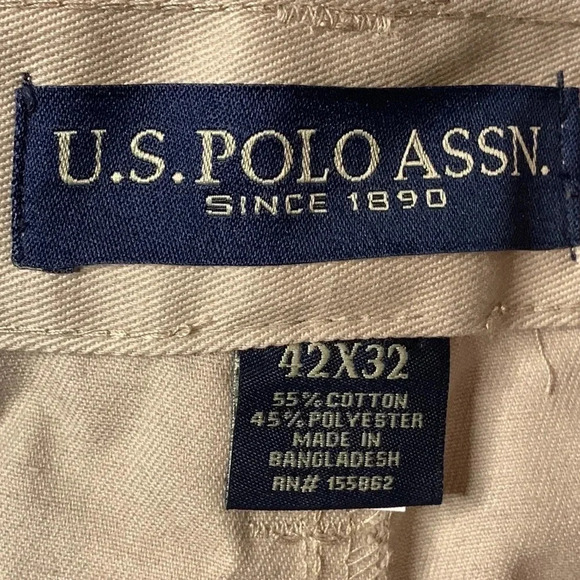 U.S. POLO ASSN.
SINCE 1890
42X32
55% COTTON
45% POLYESTER
MADE IN
BANGLADESH
RN# 155862